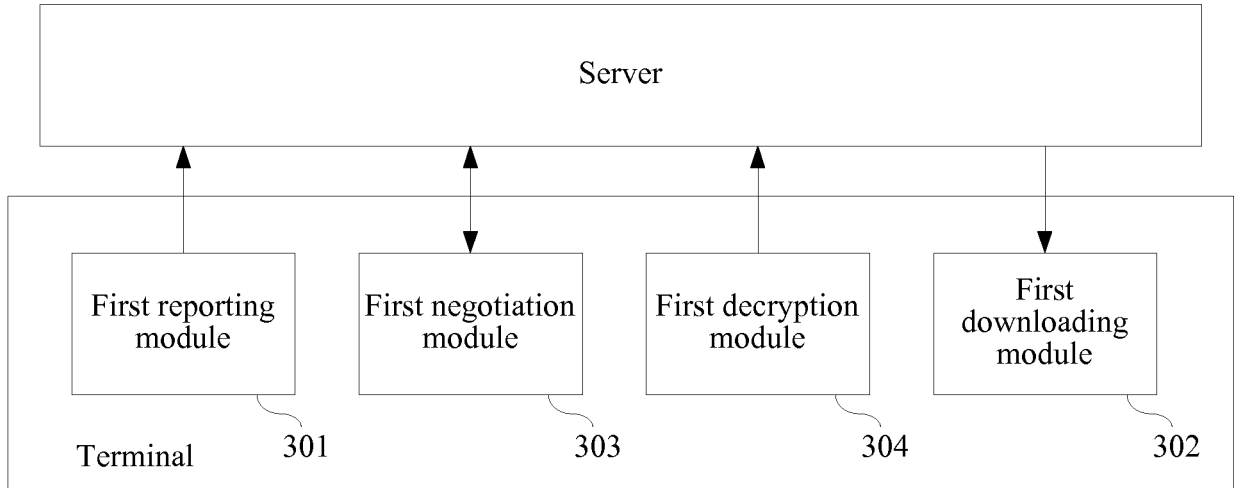 Server
First reporting
module
First negotiation
module
First decryption
module
First
downloading
module
Terminal
301
303
304
302